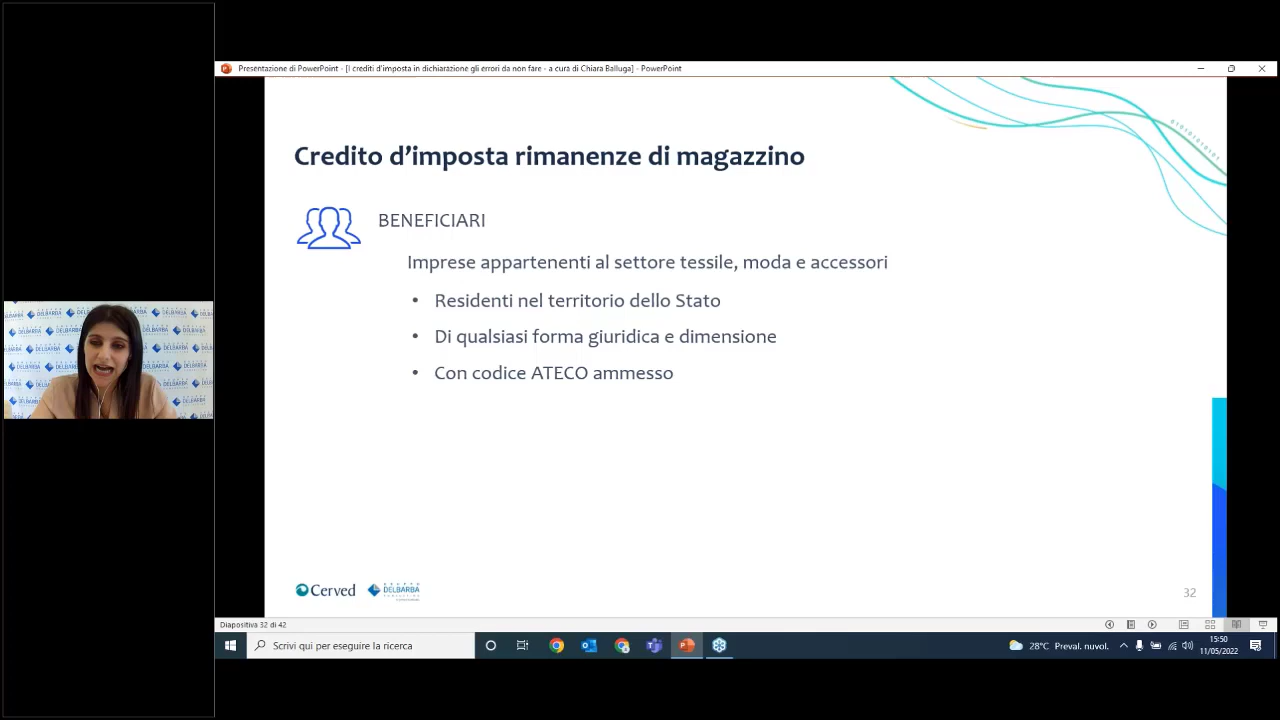 Presentazione di PowerPoint - [I crediti d'imposta in dichiarazione gli errori da non fare - a cura di Chiara Balluga] - PowerPoint
Credito d'imposta rimanenze di magazzino
BENEFICIARI
Imprese appartenenti al settore tessile, moda e accessori
• Residenti nel territorio dello Stato
• Di qualsiasi forma giuridica e dimensione
• Con codice ATECO ammesso
DELBARBA
Cerved
GRUPPO
DELBARBA
32
Diapositiva 32 di 42
Scrivi qui per eseguire la ricerca
28°C Preval. nuvol.
15:50
11/05/2022